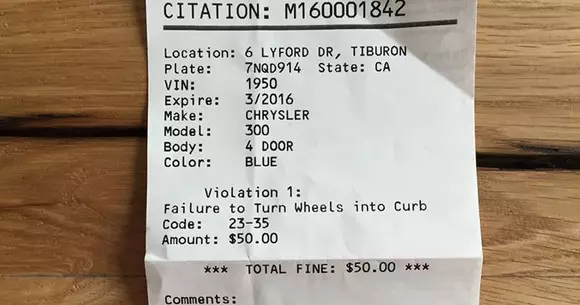 CITATION: M160001842
Location: 6 LYFORD DR, TIBURON
Plate: 7NQD914 State: CA
VIN: 1950
Expire: 3/2016
Make: CHRYSLER
Model: 300
Body: 4 DOOR
Color: BLUE
Violation 1:
Failure to Turn Wheels into Curb
Code: 23-35
Amount: $50.00
*** TOTAL FINE: $50.00 ***
Comments: